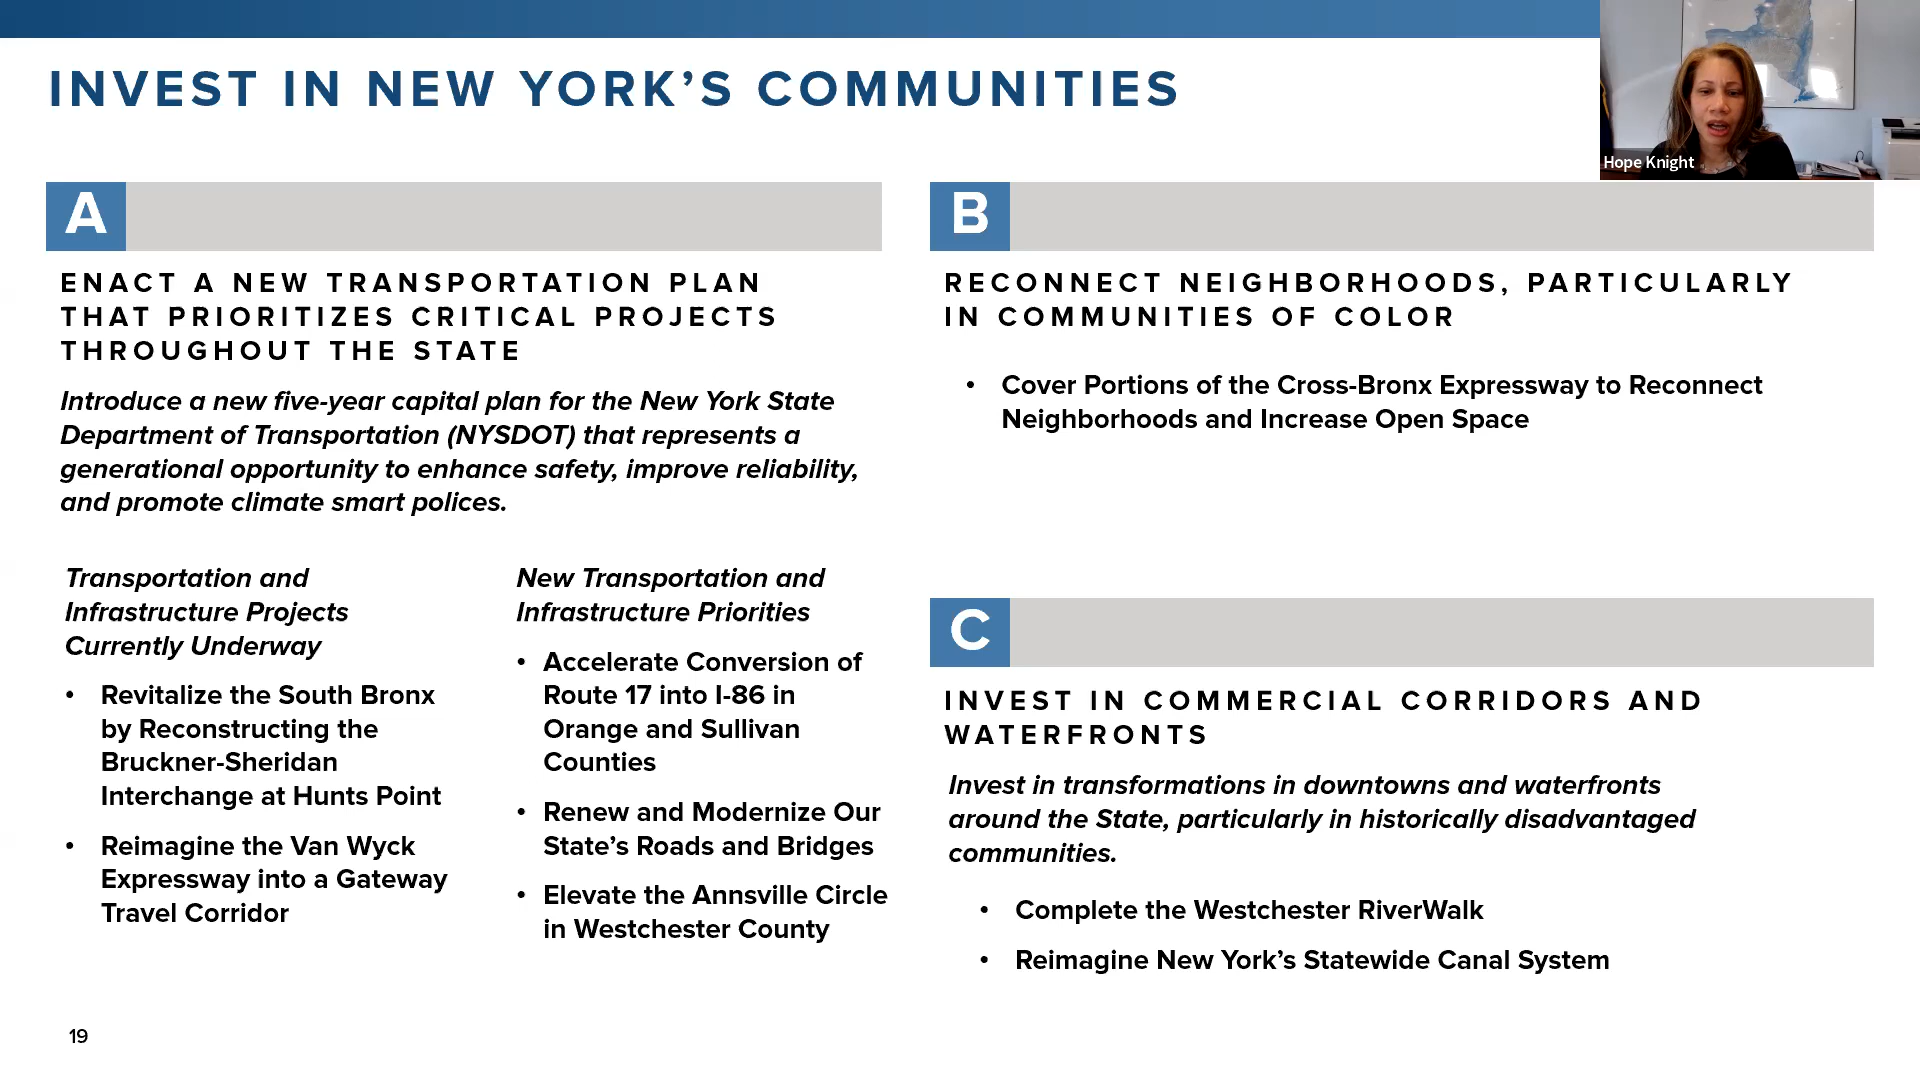 INVEST IN NEW YORK’S COMMUNITIES
Hope Knight
A
ENACT A NEW TRANSPORTATION PLAN
THAT PRIORITIZES CRITICAL PROJECTS
THROUGHOUT THE STATE
Introduce a new five-year capital plan for the New York State
Department of Transportation (NYSDOT) that represents a
generational opportunity to enhance safety, improve reliability,
and promote climate smart polices.
Transportation and
Infrastructure Projects
Currently Underway
• Revitalize the South Bronx
by Reconstructing the
Bruckner-Sheridan
Interchange at Hunts Point
• Reimagine the Van Wyck
Expressway into a Gateway
Travel Corridor
New Transportation and
Infrastructure Priorities
• Accelerate Conversion of
Route 17 into I-86 in
Orange and Sullivan
Counties
• Renew and Modernize Our
State’s Roads and Bridges
• Elevate the Annsville Circle
in Westchester County
B
RECONNECT NEIGHBORHOODS, PARTICULARLY
IN COMMUNITIES OF COLOR
• Cover Portions of the Cross-Bronx Expressway to Reconnect
Neighborhoods and Increase Open Space
C
INVEST IN COMMERCIAL CORRIDORS AND
WATERFRONTS
Invest in transformations in downtowns and waterfronts
around the State, particularly in historically disadvantaged
communities.
• Complete the Westchester RiverWalk
• Reimagine New York’s Statewide Canal System
19